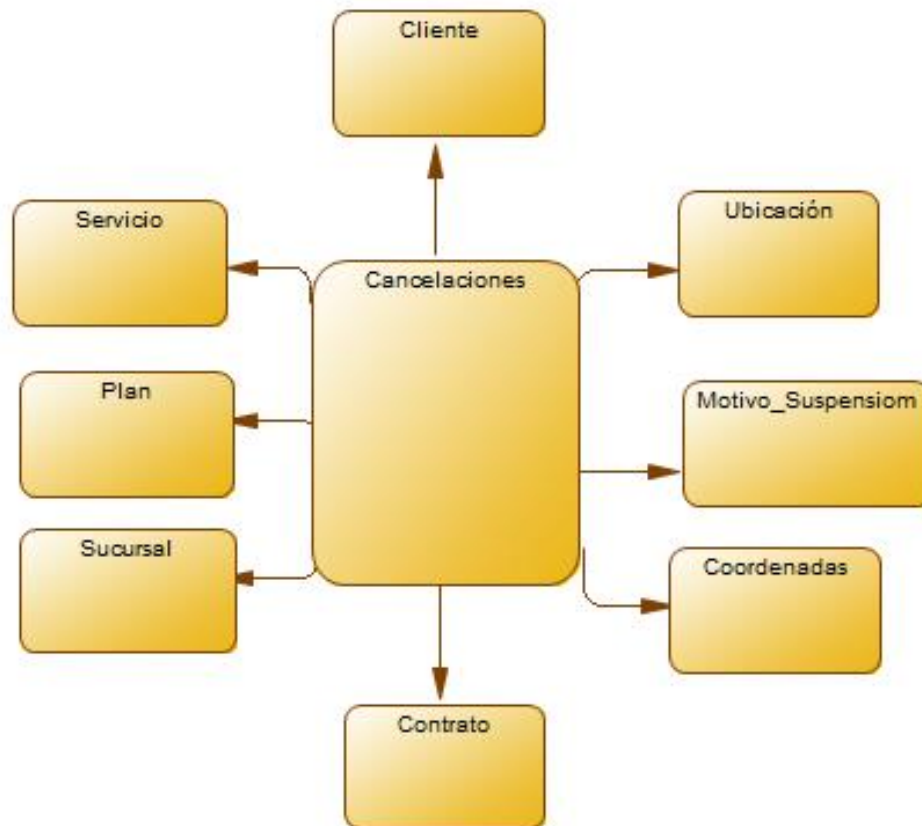 Cliente
Servicio
Ubicación
Cancelaciones
Plan
Motivo_Suspensiom
Sucursal
Coordenadas
Contrato